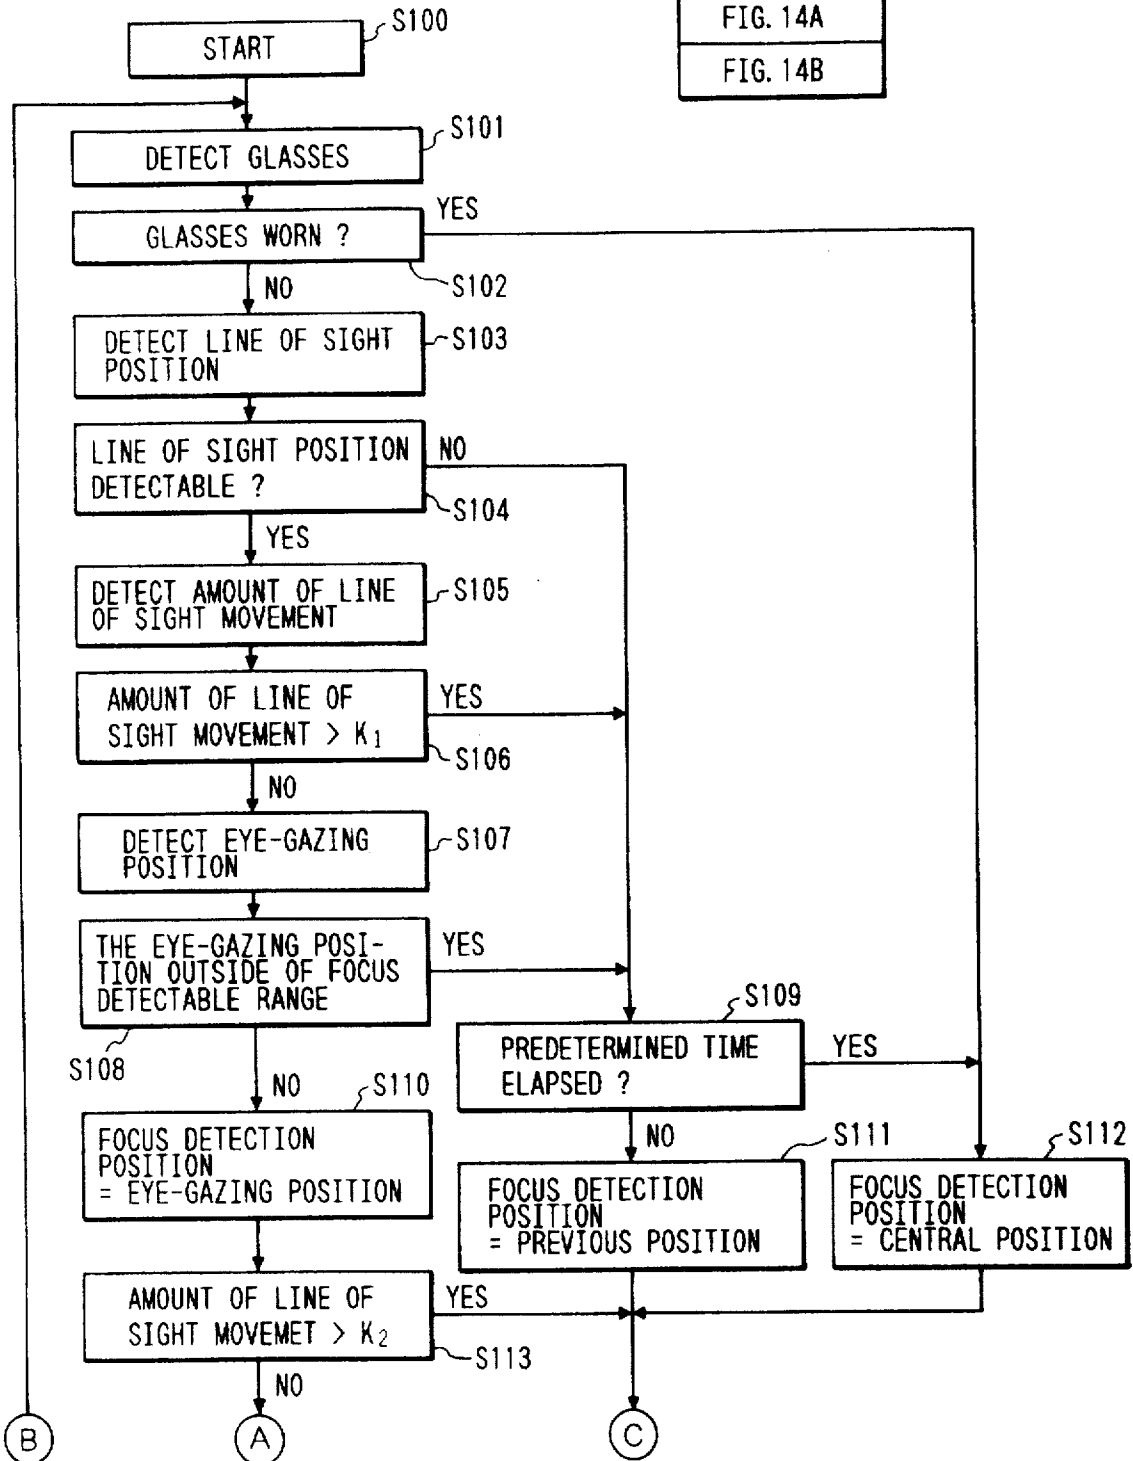 START
S100
FIG. 14A
FIG. 14B
DETECT GLASSES
S101
GLASSES WORN ?
YES
S102
NO
DETECT LINE OF SIGHT
POSITION
S103
LINE OF SIGHT POSITION
DETECTABLE ?
NO
S104
YES
DETECT AMOUNT OF LINE
OF SIGHT MOVEMENT
S105
AMOUNT OF LINE OF
SIGHT MOVEMENT > K1
YES
S106
NO
DETECT EYE-GAZING
POSITION
S107
THE EYE-GAZING POSI-
TION OUTSIDE OF FOCUS
DETECTABLE RANGE
YES
S108
NO
PREDETERMINED TIME
ELAPSED ?
S109
YES
NO
FOCUS DETECTION
POSITION
= EYE-GAZING POSITION
S110
FOCUS DETECTION
POSITION
= PREVIOUS POSITION
S111
FOCUS DETECTION
POSITION
= CENTRAL POSITION
S112
AMOUNT OF LINE OF
SIGHT MOVEMET > K2
YES
S113
NO
B
A
C